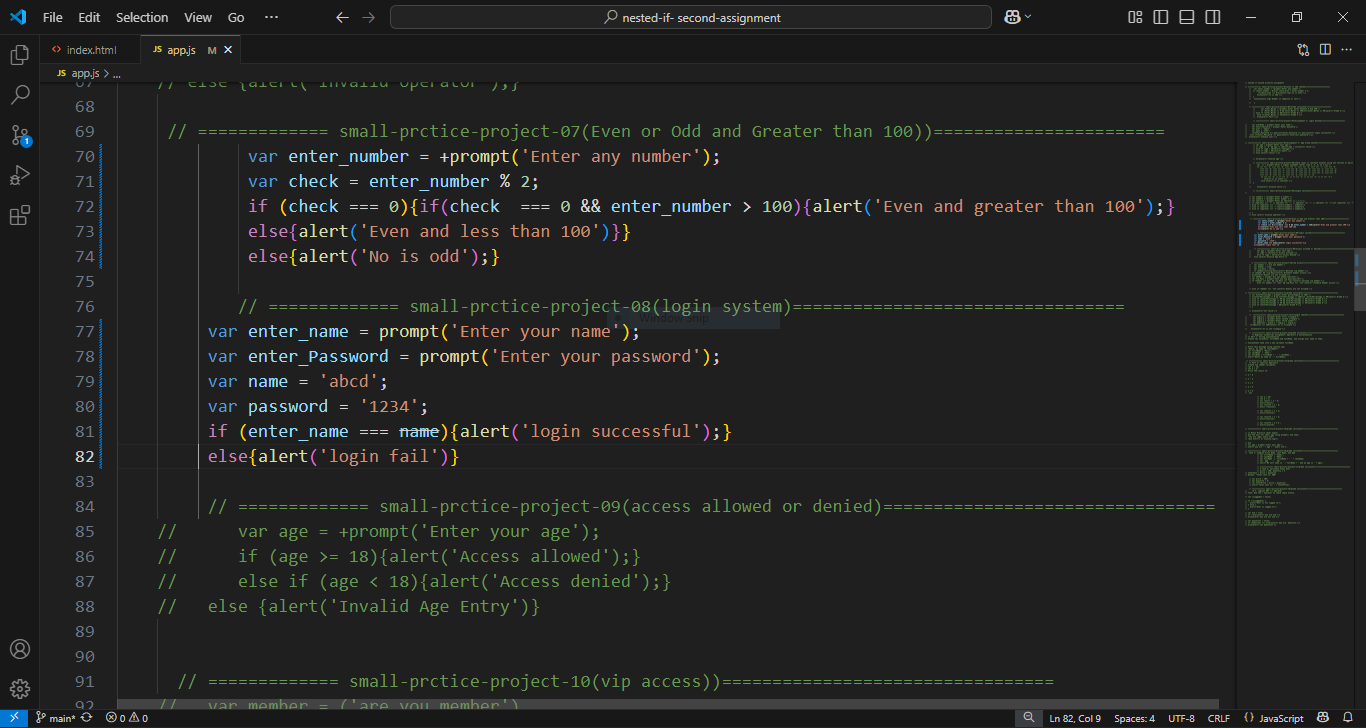 File Edit Selection View Go ··· nested-if- second-assignment
index.html JS app.js M
JS app.js > ...
67 // else {alert('Invalid operator');}
68
69 // ============= small-prctice-project-07(Even or Odd and Greater than 100))=======================
70 var enter_number = +prompt('Enter any number');
71 var check = enter_number % 2;
72 if (check === 0){if(check  === 0 && enter_number > 100){alert('Even and greater than 100');}
73 else{alert('Even and less than 100')}}
74 else{alert('No is odd');}
75
76 // ============= small-prctice-project-08(login system)=================================
77 var enter_name = prompt('Enter your name');
78 var enter_Password = prompt('Enter your password');
79 var name = 'abcd';
80 var password = '1234';
81 if (enter_name === name){alert('login successful');}
82 else{alert('login fail')}
83
84 // ============= small-prctice-project-09(access allowed or denied)=================================
85 // var age = +prompt('Enter your age');
86 // if (age >= 18){alert('Access allowed');}
87 // else if (age < 18){alert('Access denied');}
88 // else {alert('Invalid Age Entry')}
89
90
91 // ============= small-prctice-project-10(vip access))=================================
92 // var member = ('are you member')
1
main* 0 0 Ln 82, Col 9 Spaces: 4 UTF-8 CRLF {} JavaScript